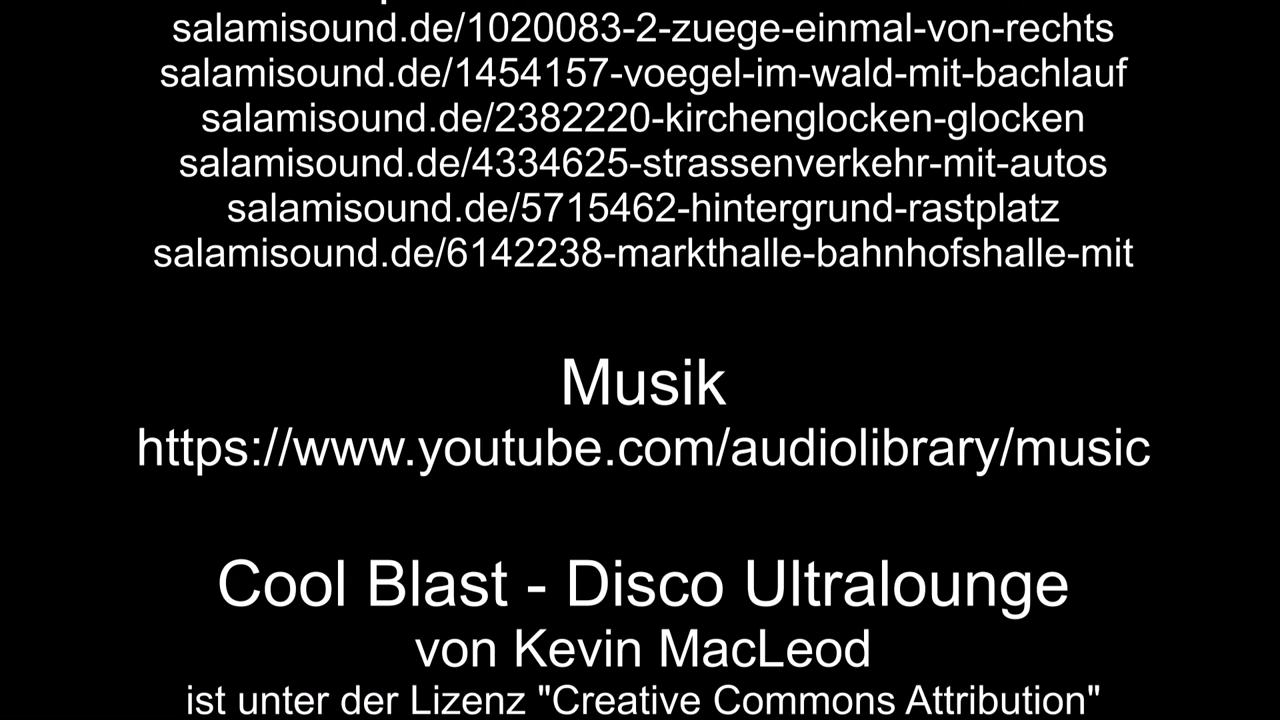 salamisound.de/1020083-2-zuege-einmal-von-rechts
salamisound.de/1454157-voegel-im-wald-mit-bachlauf
salamisound.de/2382220-kirchenglocken-glocken
salamisound.de/4334625-strassenverkehr-mit-autos
salamisound.de/5715462-hintergrund-rastplatz
salamisound.de/6142238-markthalle-bahnhofshalle-mit
Musik
https://www.youtube.com/audiolibrary/music
Cool Blast - Disco Ultralounge
von Kevin MacLeod
ist unter der Lizenz "Creative Commons Attribution"